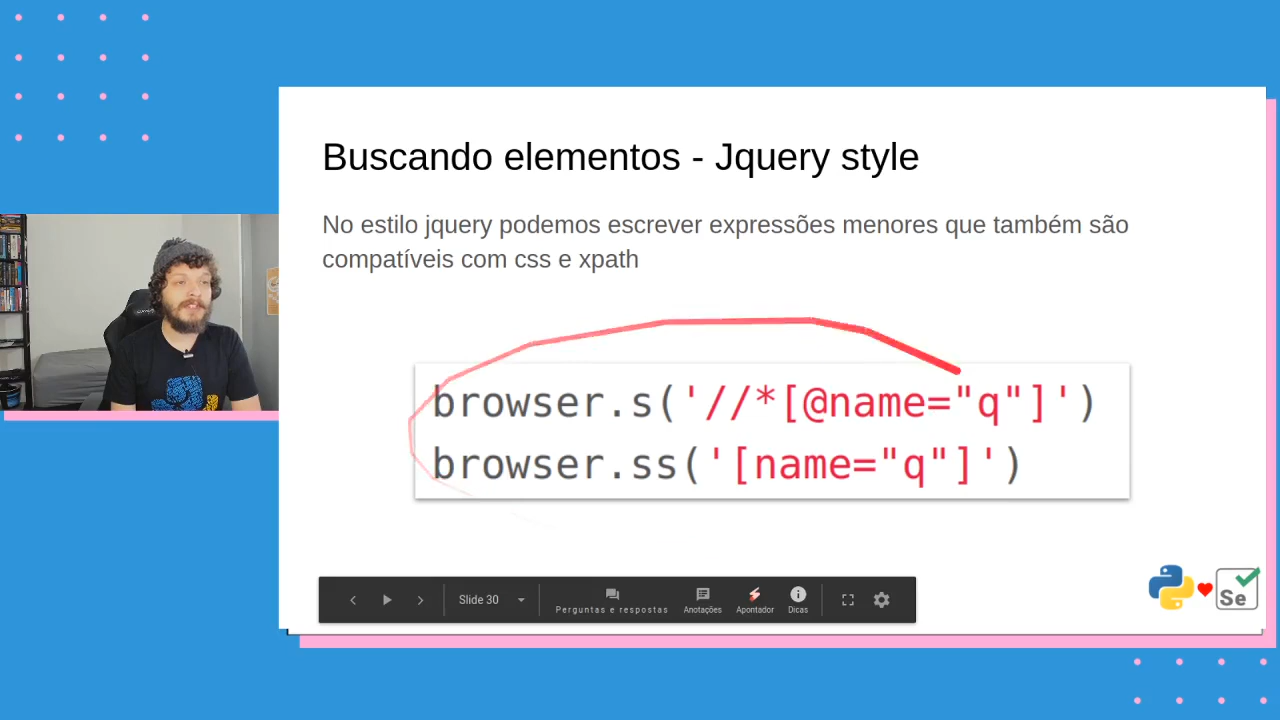 Buscando elementos - Jquery style
No estilo jquery podemos escrever expressões menores que também são
compatíveis com css e xpath
browser.s('//*[@name="q"]')
browser.ss('[name="q"]')
Slide 30
Perguntas e respostas
Anotações
Apontador
Dicas
Se